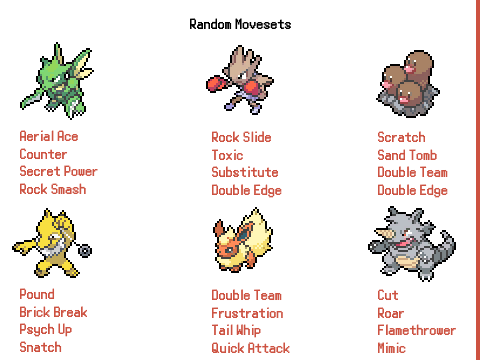 Random Movesets
Aerial Ace
Counter
Secret Power
Rock Smash
Rock Slide
Toxic
Substitute
Double Edge
Scratch
Sand Tomb
Double Team
Double Edge
Pound
Brick Break
Psych Up
Snatch
Double Team
Frustration
Tail Whip
Quick Attack
Cut
Roar
Flamethrower
Mimic